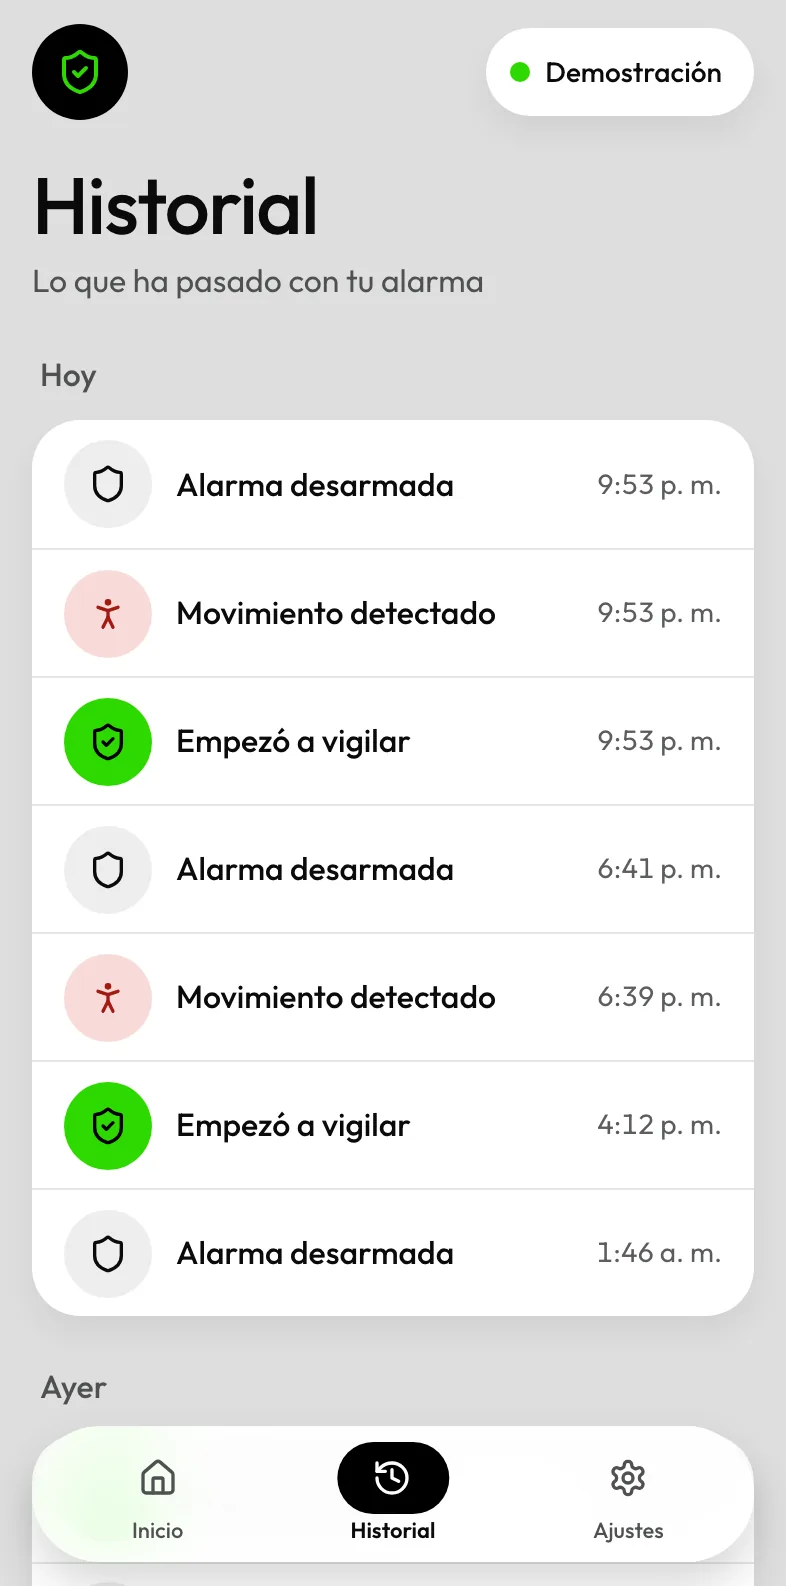 Demostración
Historial
Lo que ha pasado con tu alarma
Hoy
Alarma desarmada 9:53 p. m.
Movimiento detectado 9:53 p. m.
Empezó a vigilar 9:53 p. m.
Alarma desarmada 6:41 p. m.
Movimiento detectado 6:39 p. m.
Empezó a vigilar 4:12 p. m.
Alarma desarmada 1:46 a. m.
Ayer
Inicio Historial Ajustes